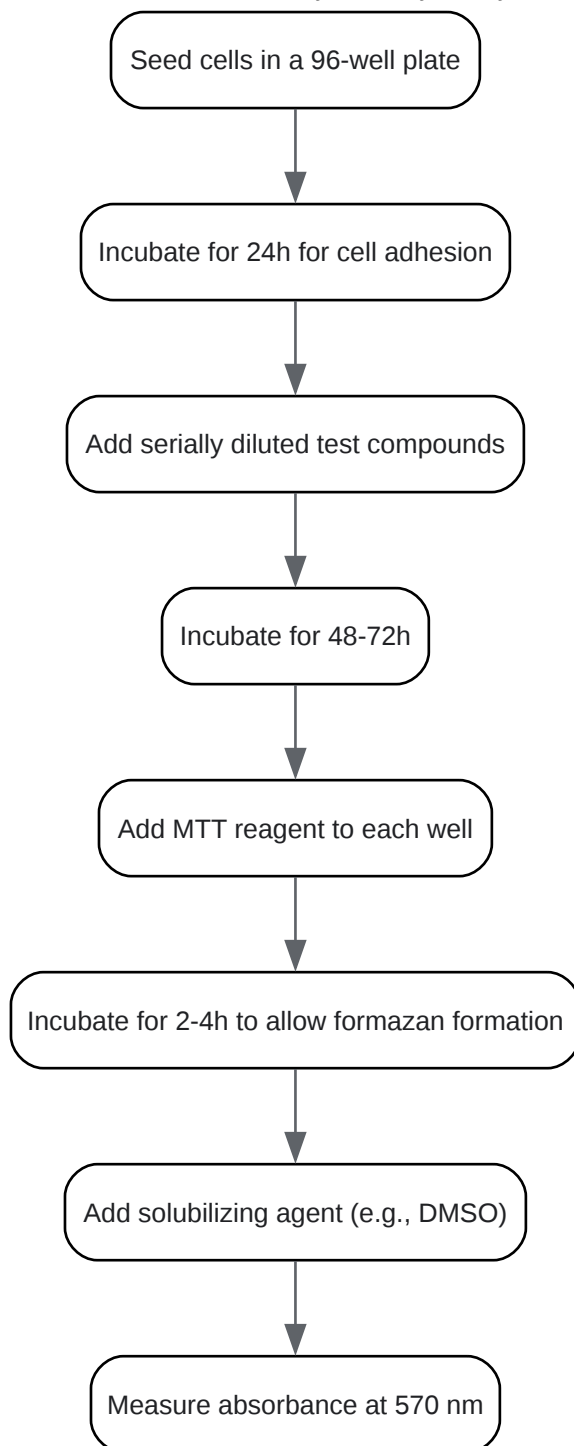 Seed cells in a 96-well plate
Incubate for 24h for cell adhesion
Add serially diluted test compounds
Incubate for 48-72h
Add MTT reagent to each well
Incubate for 2-4h to allow formazan formation
Add solubilizing agent (e.g., DMSO)
Measure absorbance at 570 nm